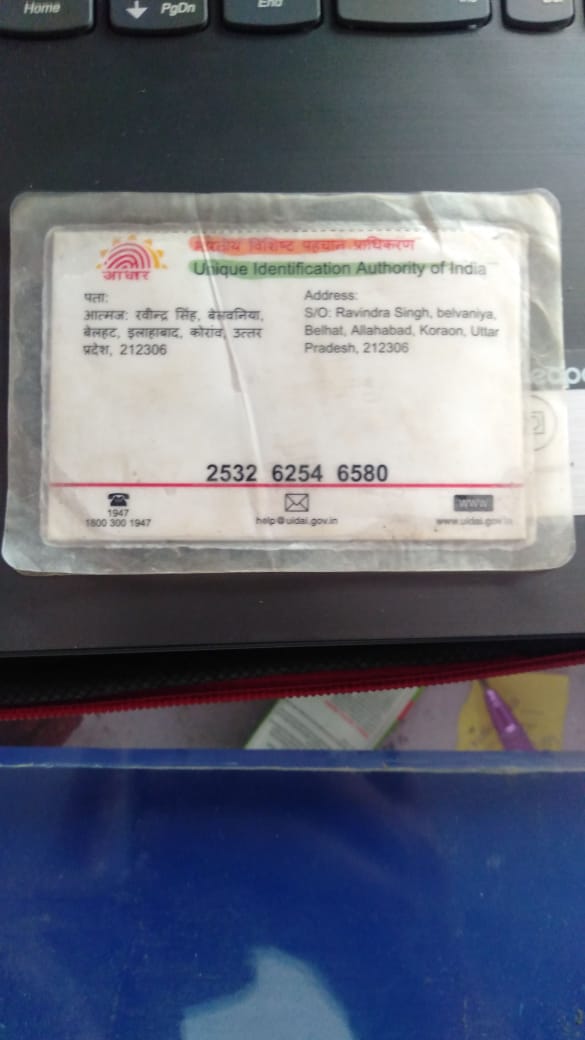 Home
PgDn
End
भारतीय विशिष्ट पहचान प्राधिकरण
Unique Identification Authority of India
आधार
पता:
आत्मज: रवीन्द्र सिंह, बेलवनिया,
बेलहट, इलाहाबाद, कोरांव, उत्तर
प्रदेश, 212306
Address:
S/O: Ravindra Singh, belvaniya,
Belhat, Allahabad, Koraon, Uttar
Pradesh, 212306
2532 6254 6580
1947
1800 300 1947
help@uidai.gov.in
www
www.uidai.gov.in